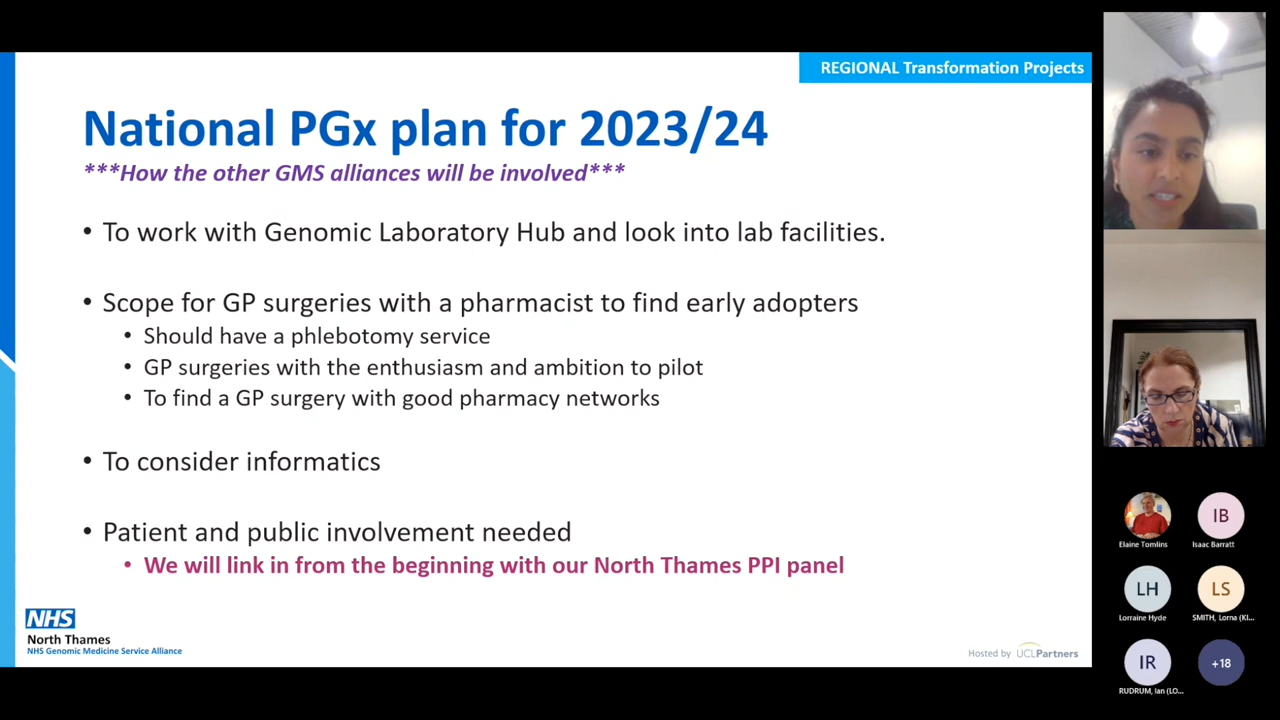 REGIONAL Transformation Projects
National PGx plan for 2023/24
***How the other GMS alliances will be involved***
• To work with Genomic Laboratory Hub and look into lab facilities.
• Scope for GP surgeries with a pharmacist to find early adopters
• Should have a phlebotomy service
• GP surgeries with the enthusiasm and ambition to pilot
• To find a GP surgery with good pharmacy networks
• To consider informatics
• Patient and public involvement needed
• We will link in from the beginning with our North Thames PPI panel
NHS
North Thames
NHS Genomic Medicine Service Alliance
Hosted by UCLPartners
IB
Elaine Tomlins
Isaac Barratt
LH
LS
Lorraine Hyde
SMITH, Lorna (KI...
IR
+18
RUDRUM, Ian (LO...